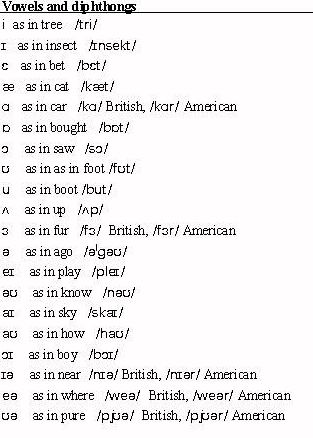 Vowels and diphthongs
i as in tree /tri/
ɪ as in insect /ɪnsekt/
ɛ as in bet /bɛt/
æ as in cat /kæt/
ɑ as in car /kɑ/ British, /kɑr/ American
ɒ as in bought /bɒt/
ɔ as in saw /sɔ/
ʊ as in as in foot /fʊt/
u as in boot /but/
ʌ as in up /ʌp/
ɜ as in fur /fɜ/ British, /fɜr/ American
ə as in ago /əˈgəʊ/
eɪ as in play /pleɪ/
əʊ as in know /nəʊ/
aɪ as in sky /skaɪ/
aʊ as in how /haʊ/
ɔɪ as in boy /bɔɪ/
ɪə as in near /nɪə/ British, /nɪər/ American
eə as in where /weə/ British, /weər/ American
ʊə as in pure /pjʊə/ British, /pjʊər/ American